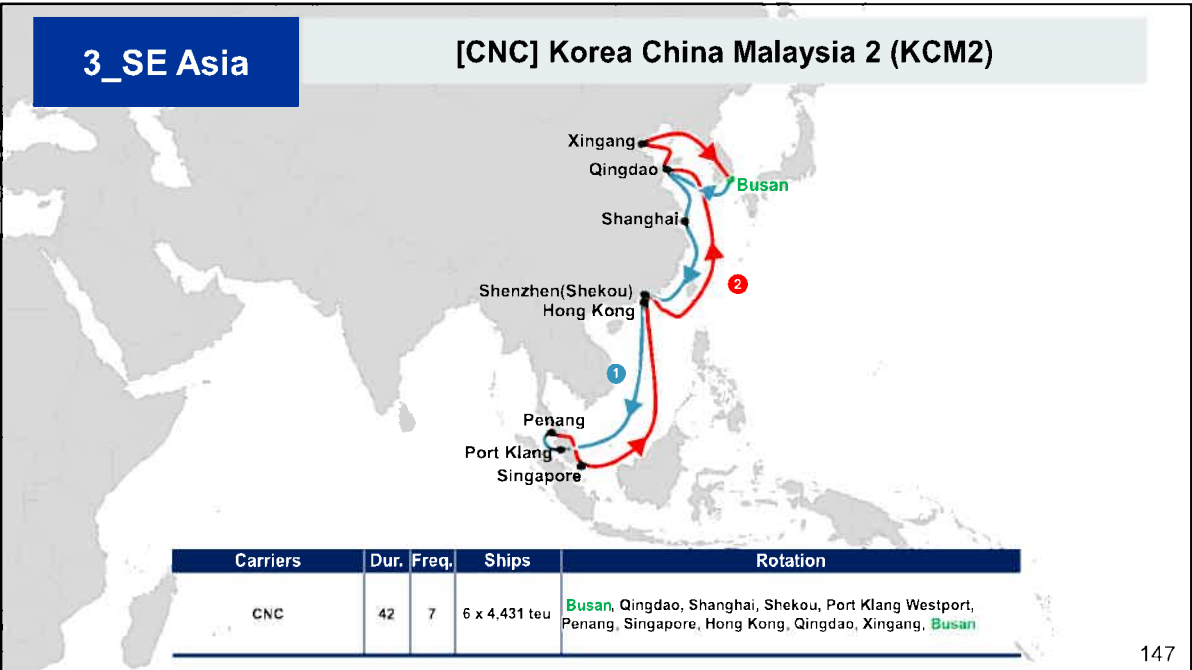 3_SE Asia
[CNC] Korea China Malaysia 2 (KCM2)
Xingang
Qingdao
Busan
Shanghai
2
Shenzhen(Shekou)
Hong Kong
1
Penang
Port Klang
Singapore
Carriers Dur. Freq. Ships Rotation
CNC 42 7 6 x 4,431 teu Busan, Qingdao, Shanghai, Shekou, Port Klang Westport,
Penang, Singapore, Hong Kong, Qingdao, Xingang, Busan
147